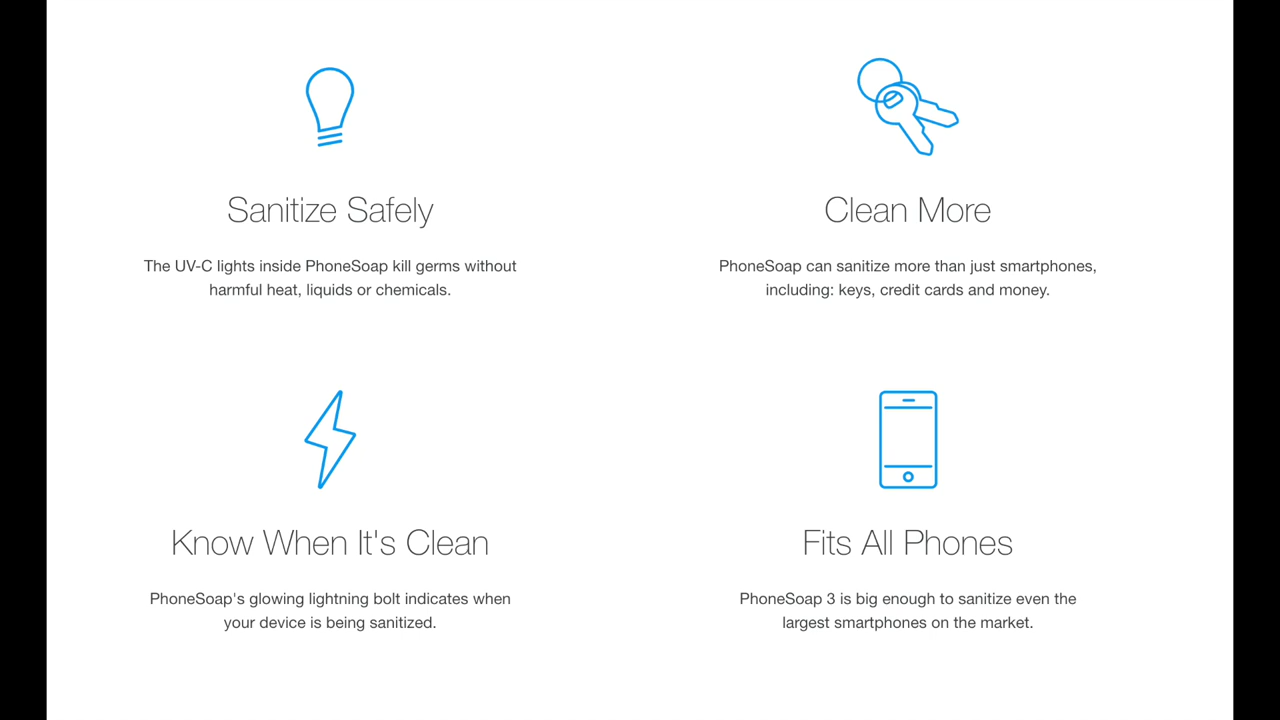 Sanitize Safely
The UV-C lights inside PhoneSoap kill germs without
harmful heat, liquids or chemicals.
Clean More
PhoneSoap can sanitize more than just smartphones,
including: keys, credit cards and money.
Know When It's Clean
PhoneSoap's glowing lightning bolt indicates when
your device is being sanitized.
Fits All Phones
PhoneSoap 3 is big enough to sanitize even the
largest smartphones on the market.